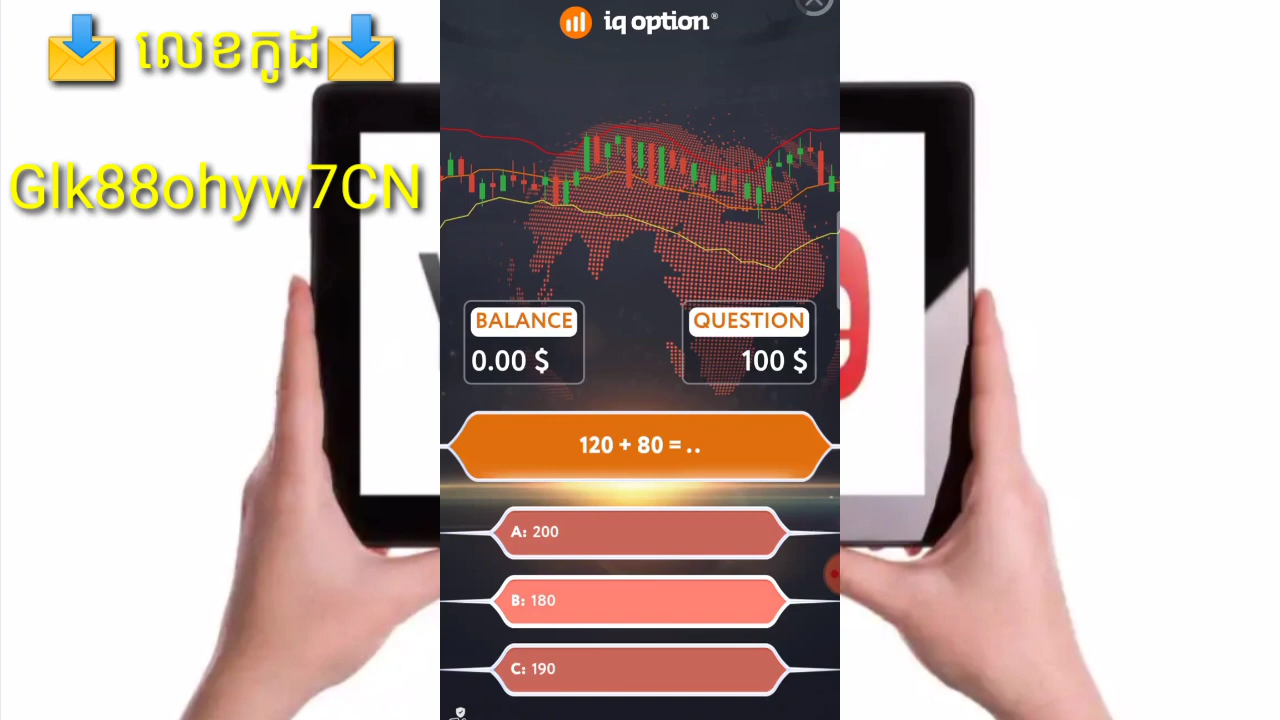 លេខកូដ
Glk88ohyw7CN
iq option®
BALANCE
0.00 $
QUESTION
100 $
120 + 80 = ..
A: 200
B: 180
C: 190